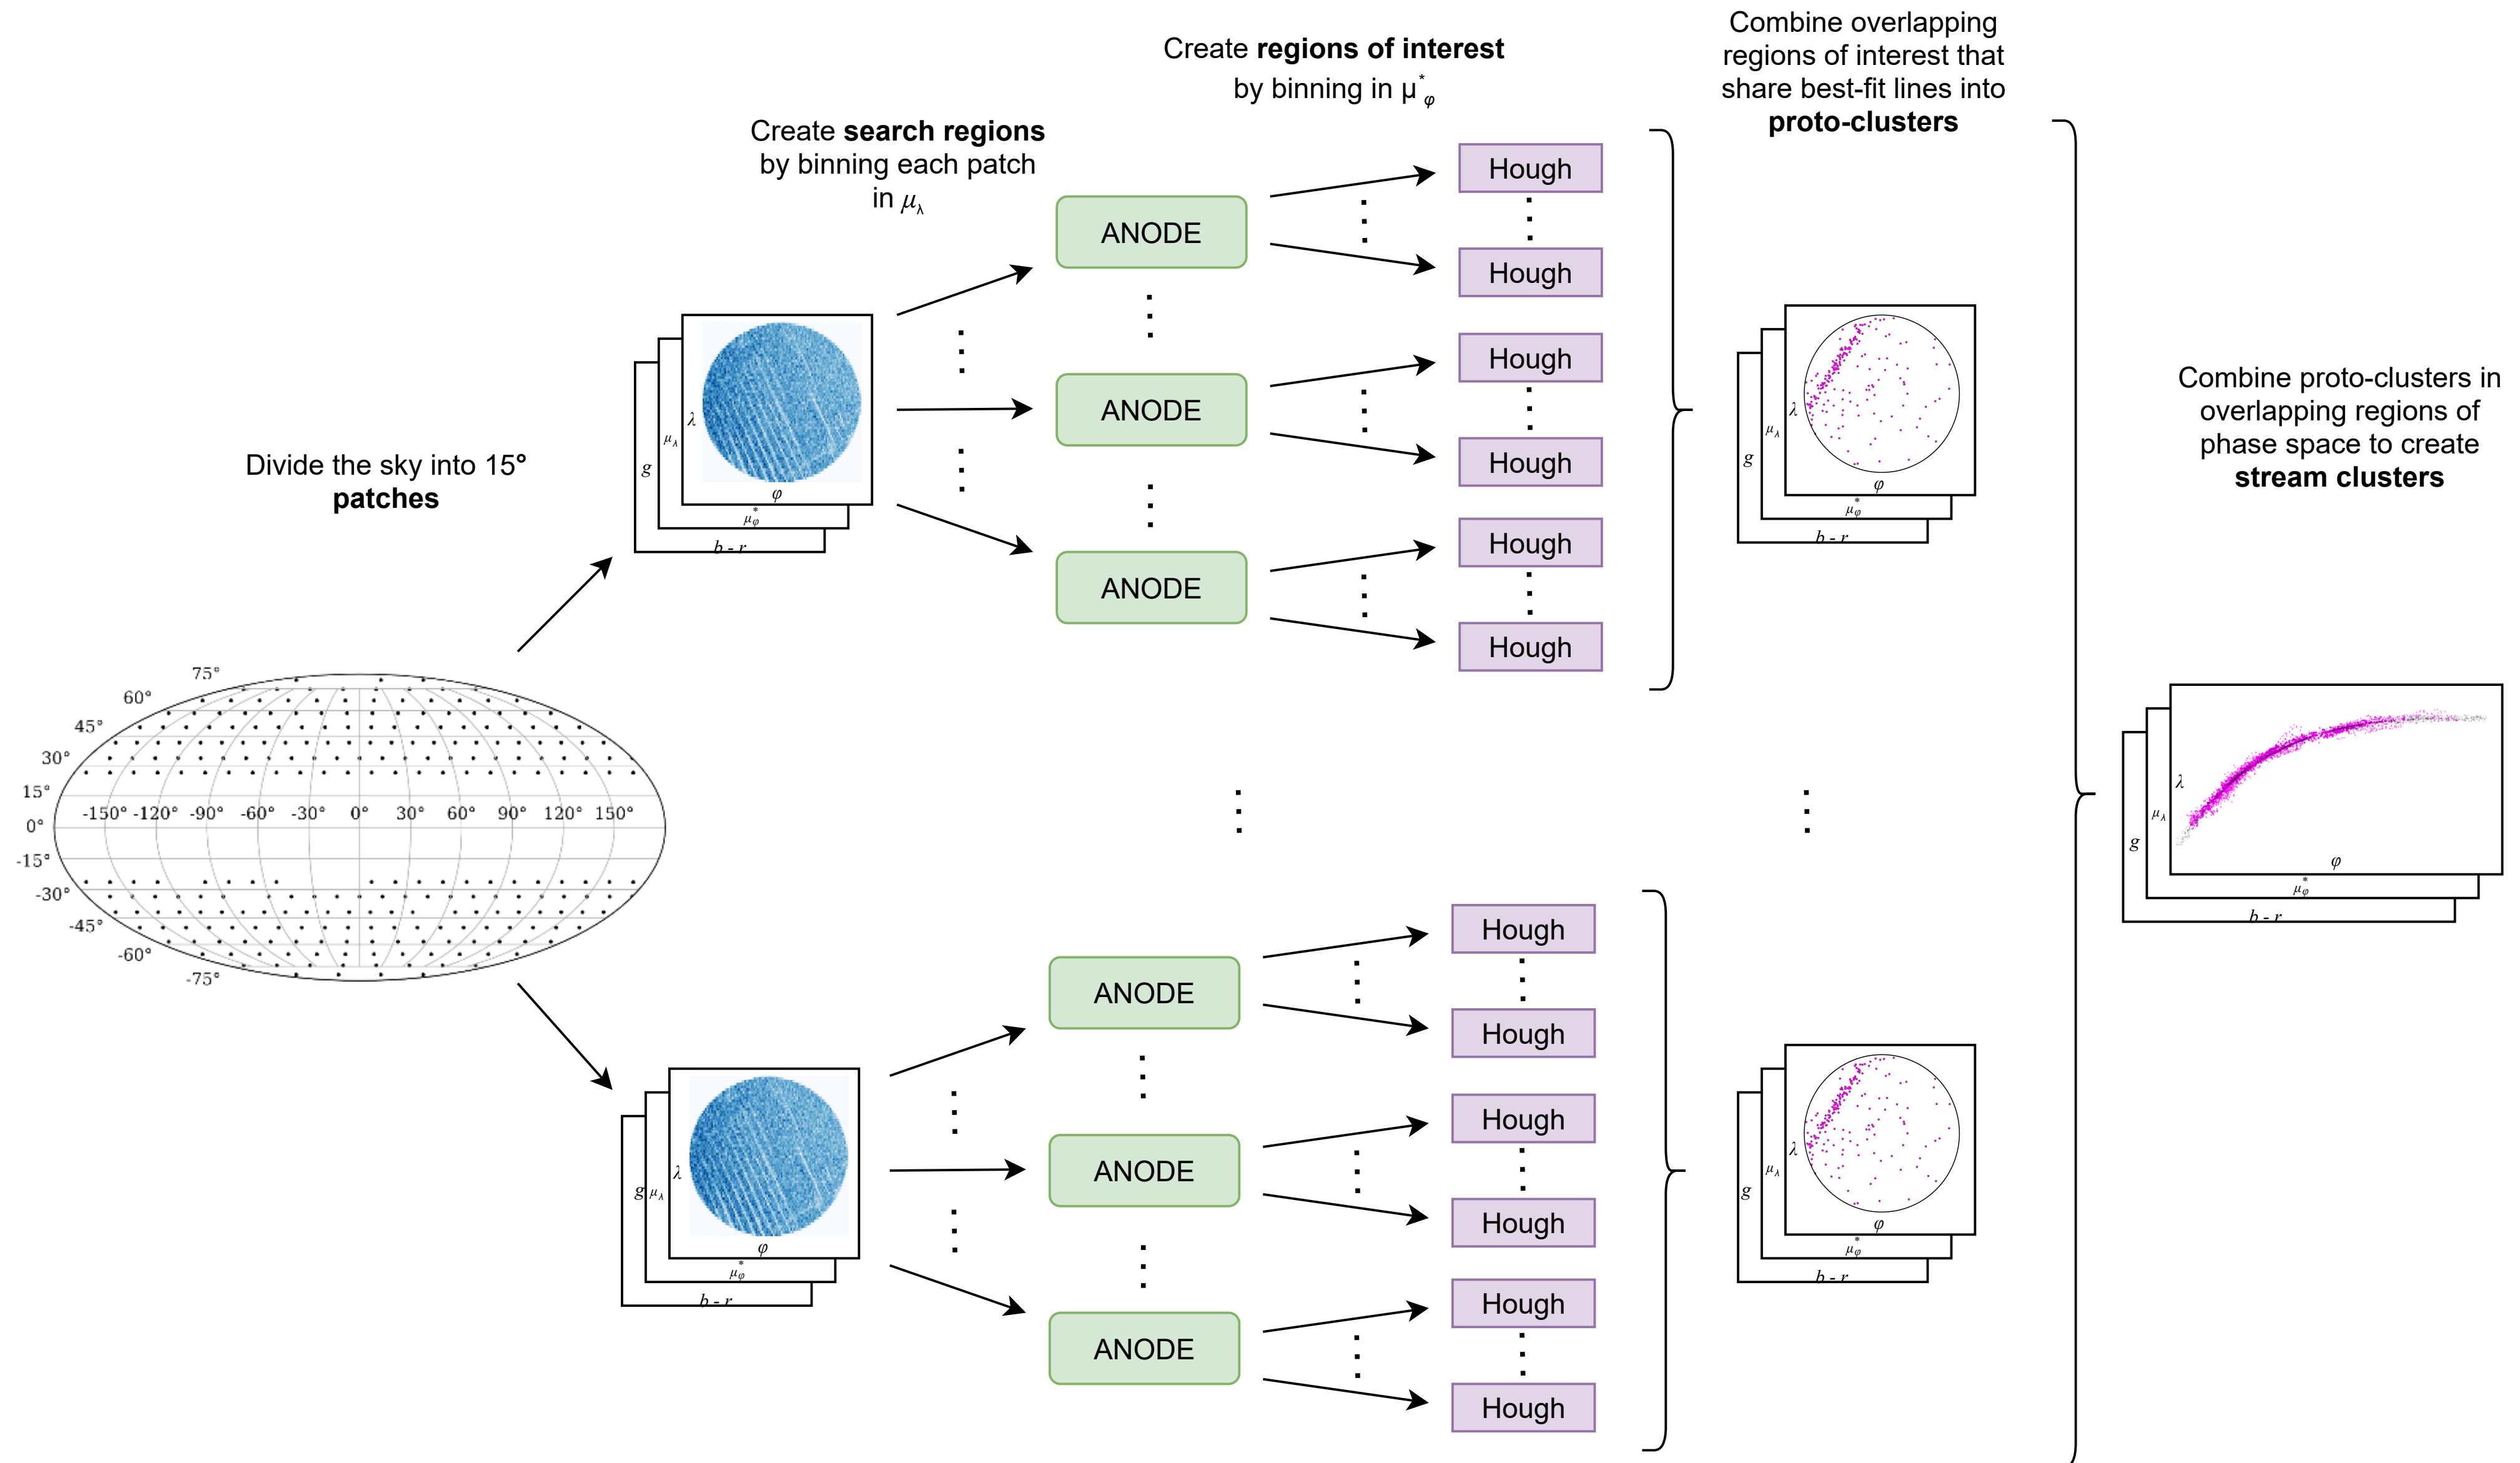 Divide the sky into 15°
patches
75°
60°
45°
30°
15°
0°
-15°
-30°
-45°
-60°
-75°
-150° -120° -90° -60° -30° 0° 30° 60° 90° 120° 150°
Create search regions
by binning each patch
in μλ
λ
φ
μλ
μ*φ
g
b - r
λ
φ
μλ
μ*φ
g
b - r
Create regions of interest
by binning in μ*φ
ANODE
ANODE
ANODE
ANODE
ANODE
ANODE
Hough
Hough
Hough
Hough
Hough
Hough
Hough
Hough
Hough
Hough
Hough
Hough
Combine overlapping
regions of interest that
share best-fit lines into
proto-clusters
λ
φ
μλ
μ*φ
g
b - r
λ
φ
μλ
μ*φ
g
b - r
Combine proto-clusters in
overlapping regions of
phase space to create
stream clusters
λ
φ
μλ
μ*φ
g
b - r